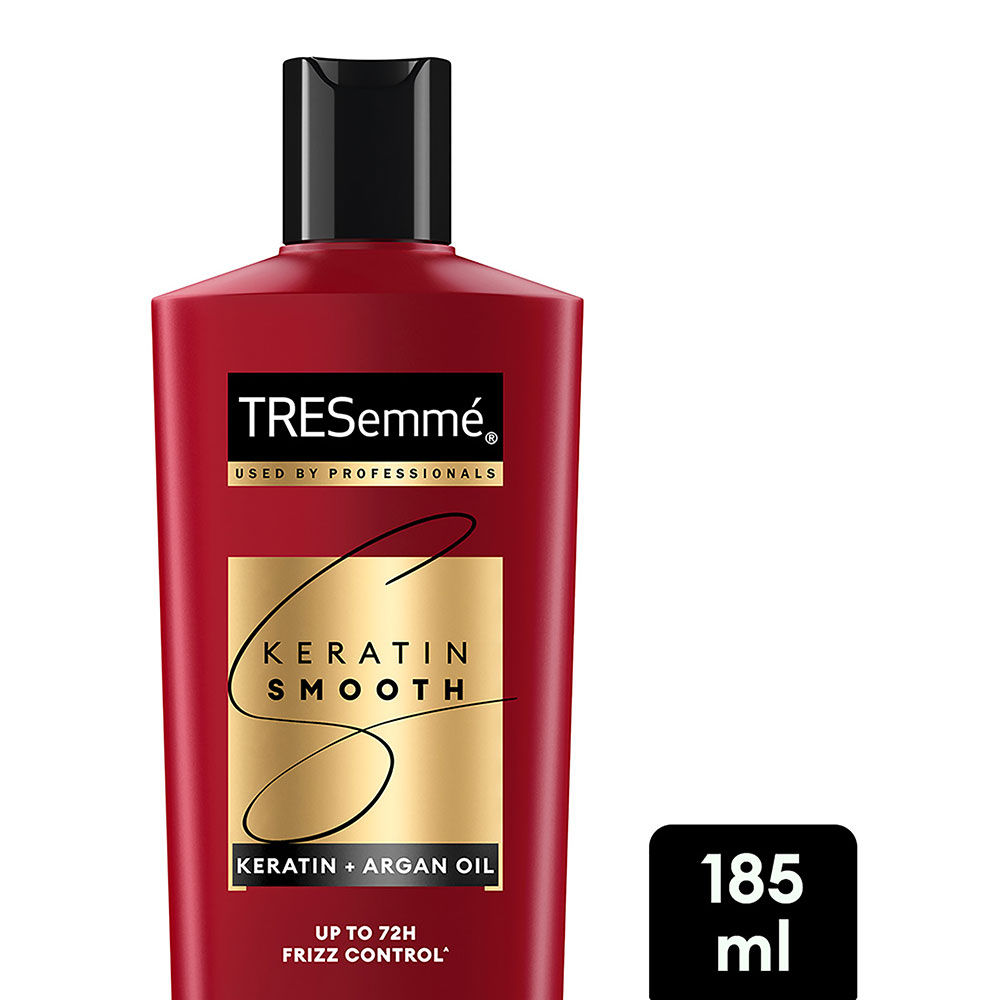 TRESemmé®
USED BY PROFESSIONALS
KERATIN
SMOOTH
KERATIN + ARGAN OIL
UP TO 72H
FRIZZ CONTROL^
185
ml